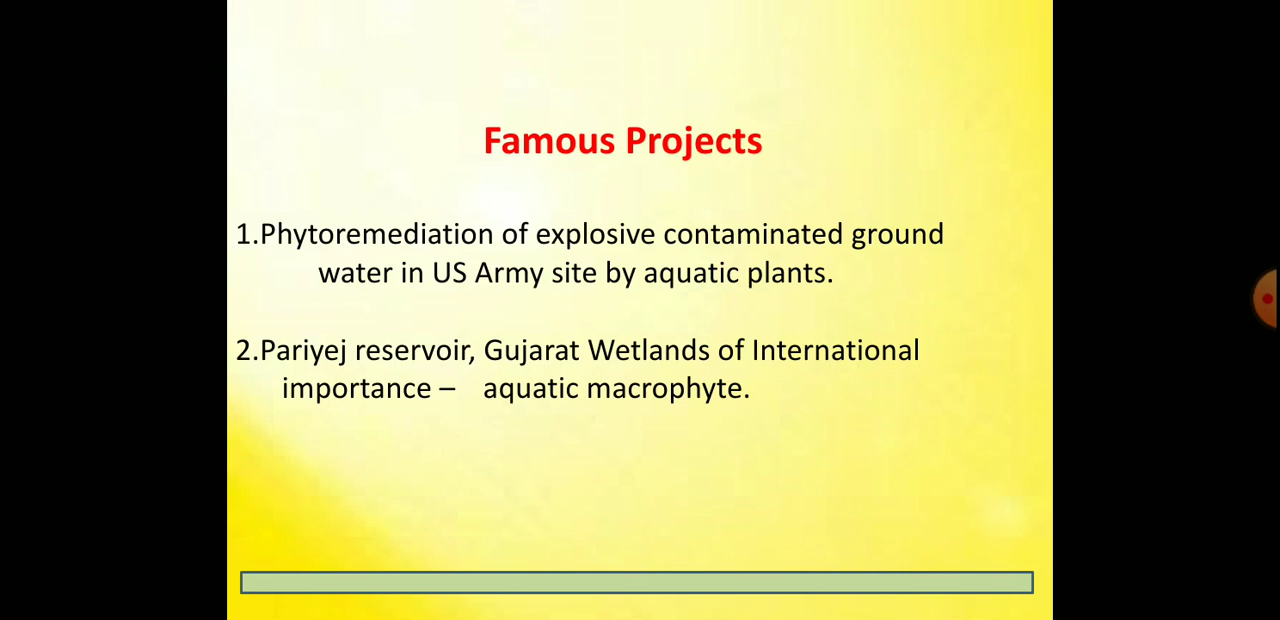 Famous Projects
1.Phytoremediation of explosive contaminated ground
water in US Army site by aquatic plants.
2.Pariyej reservoir, Gujarat Wetlands of International
importance – aquatic macrophyte.